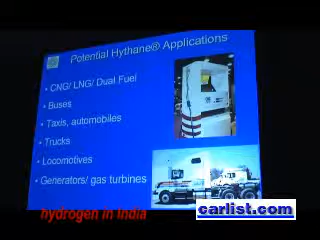 Potential Hythane® Applications
• CNG/ LNG/ Dual Fuel
• Buses
• Taxis, automobiles
• Trucks
• Locomotives
• Generators/ gas turbines
hydrogen in India
carlist.com